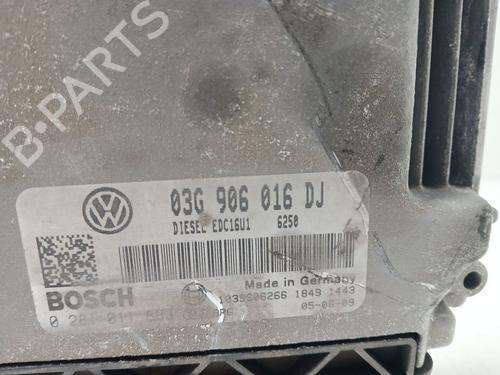 B-PARTS
03G 906 016 DJ
DIESEL EDC16U1 6250
Made in Germany
BOSCH
1039S06266 1849 1443
05-06-09